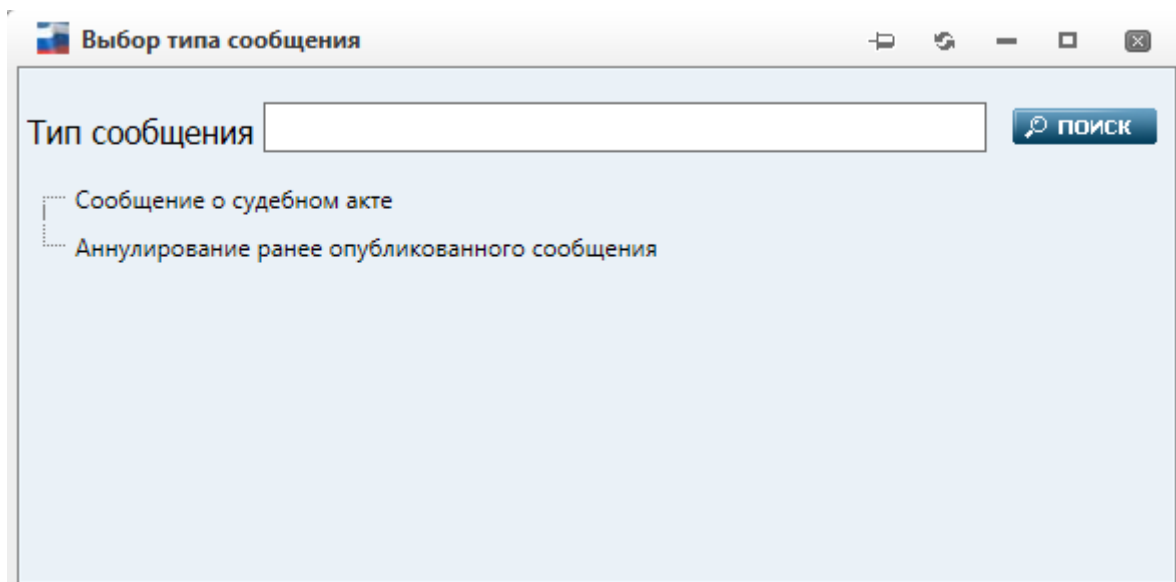 Выбор типа сообщения
Тип сообщения
ПОИСК
Сообщение о судебном акте
Аннулирование ранее опубликованного сообщения